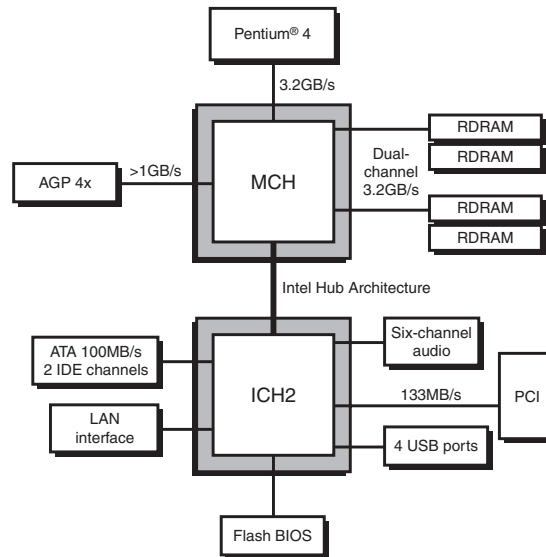 Pentium® 4
3.2GB/s
RDRAM
RDRAM
Dual-
channel
3.2GB/s
AGP 4x
>1GB/s
MCH
RDRAM
RDRAM
Intel Hub Architecture
ATA 100MB/s
2 IDE channels
Six-channel
audio
ICH2
133MB/s
PCI
LAN
interface
4 USB ports
Flash BIOS